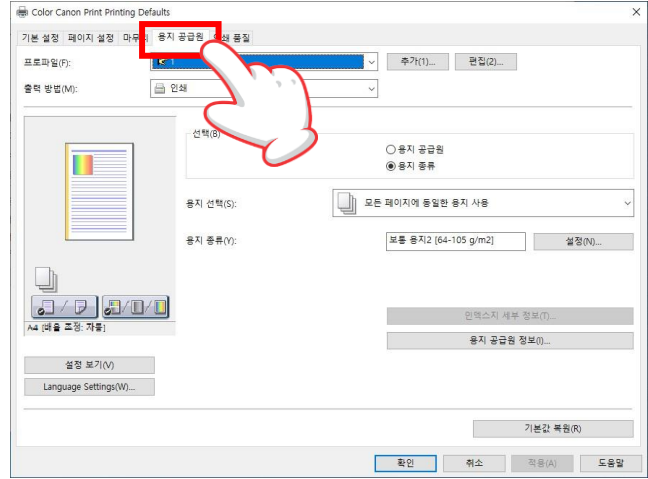 Color Canon Print Printing Defaults
기본 설정 페이지 설정 용지 공급원 품질
프로파일(F):
추가(1)... 편집(2)...
출력 방법(M): 인쇄
선택(B)
용지 공급원
용지 종류
용지 선택(S): 모든 페이지에 동일한 용지 사용
용지 종류(Y): 보통 용지2 [64-105 g/m2] 설정(N)...
인덱스지 세부 정보(T)...
A4 [배율 조정: 자동]
용지 공급원 정보(I)...
설정 보기(V)
Language Settings(W)...
기본값 복원(R)
확인 취소 적용(A) 도움말